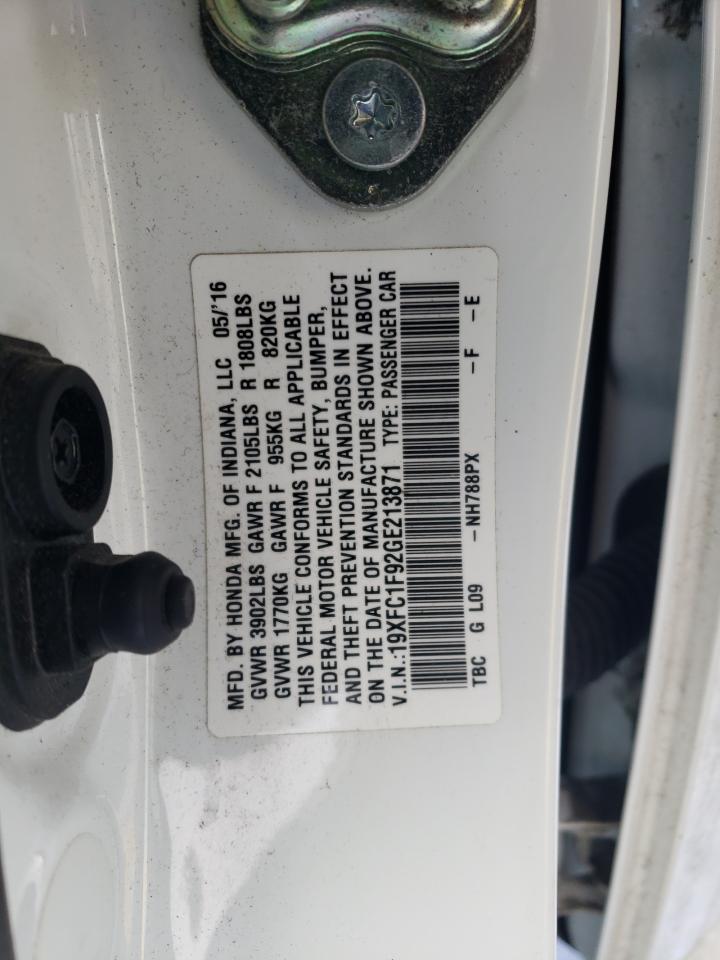 MFD. BY HONDA MFG. OF INDIANA, LLC 05/'16
GVWR 3902LBS GAWR F 2105LBS R 1808LBS
GVWR 1770KG GAWR F 955KG R 820KG
THIS VEHICLE CONFORMS TO ALL APPLICABLE
FEDERAL MOTOR VEHICLE SAFETY, BUMPER,
AND THEFT PREVENTION STANDARDS IN EFFECT
ON THE DATE OF MANUFACTURE SHOWN ABOVE.
V.I.N.:19XFC1F92GE213871 TYPE: PASSENGER CAR
TBC G L09 -NH788PX -F -E